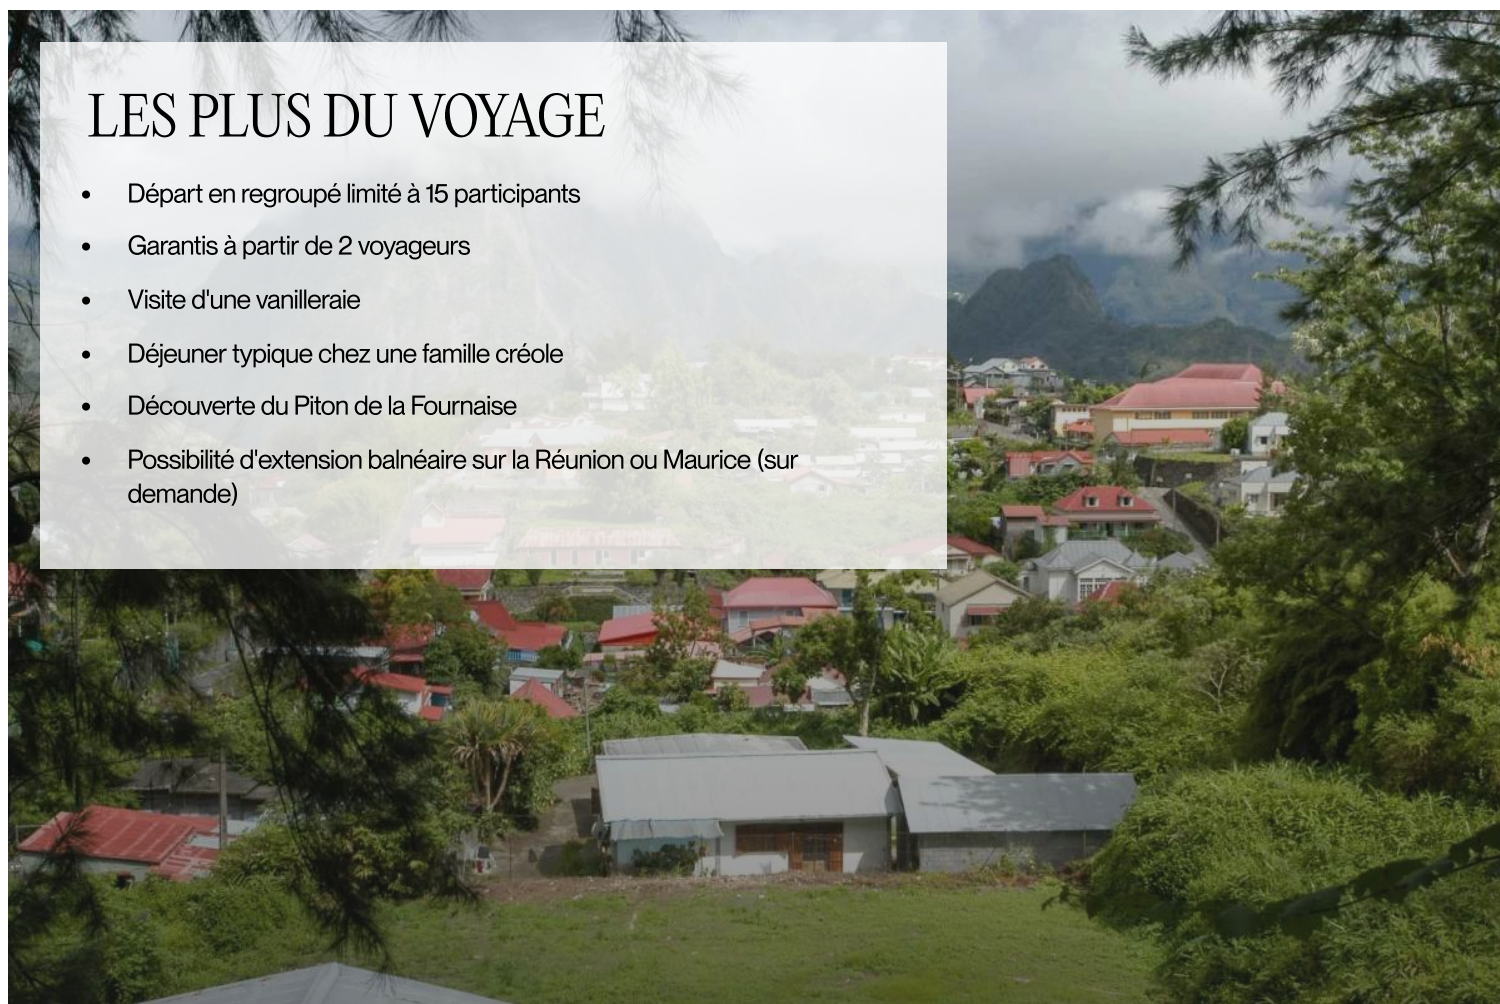 LES PLUS DU VOYAGE
• Départ en regroupé limité à 15 participants
• Garantis à partir de 2 voyageurs
• Visite d'une vanilleraie
• Déjeuner typique chez une famille créole
• Découverte du Piton de la Fournaise
• Possibilité d'extension balnéaire sur la Réunion ou Maurice (sur
demande)